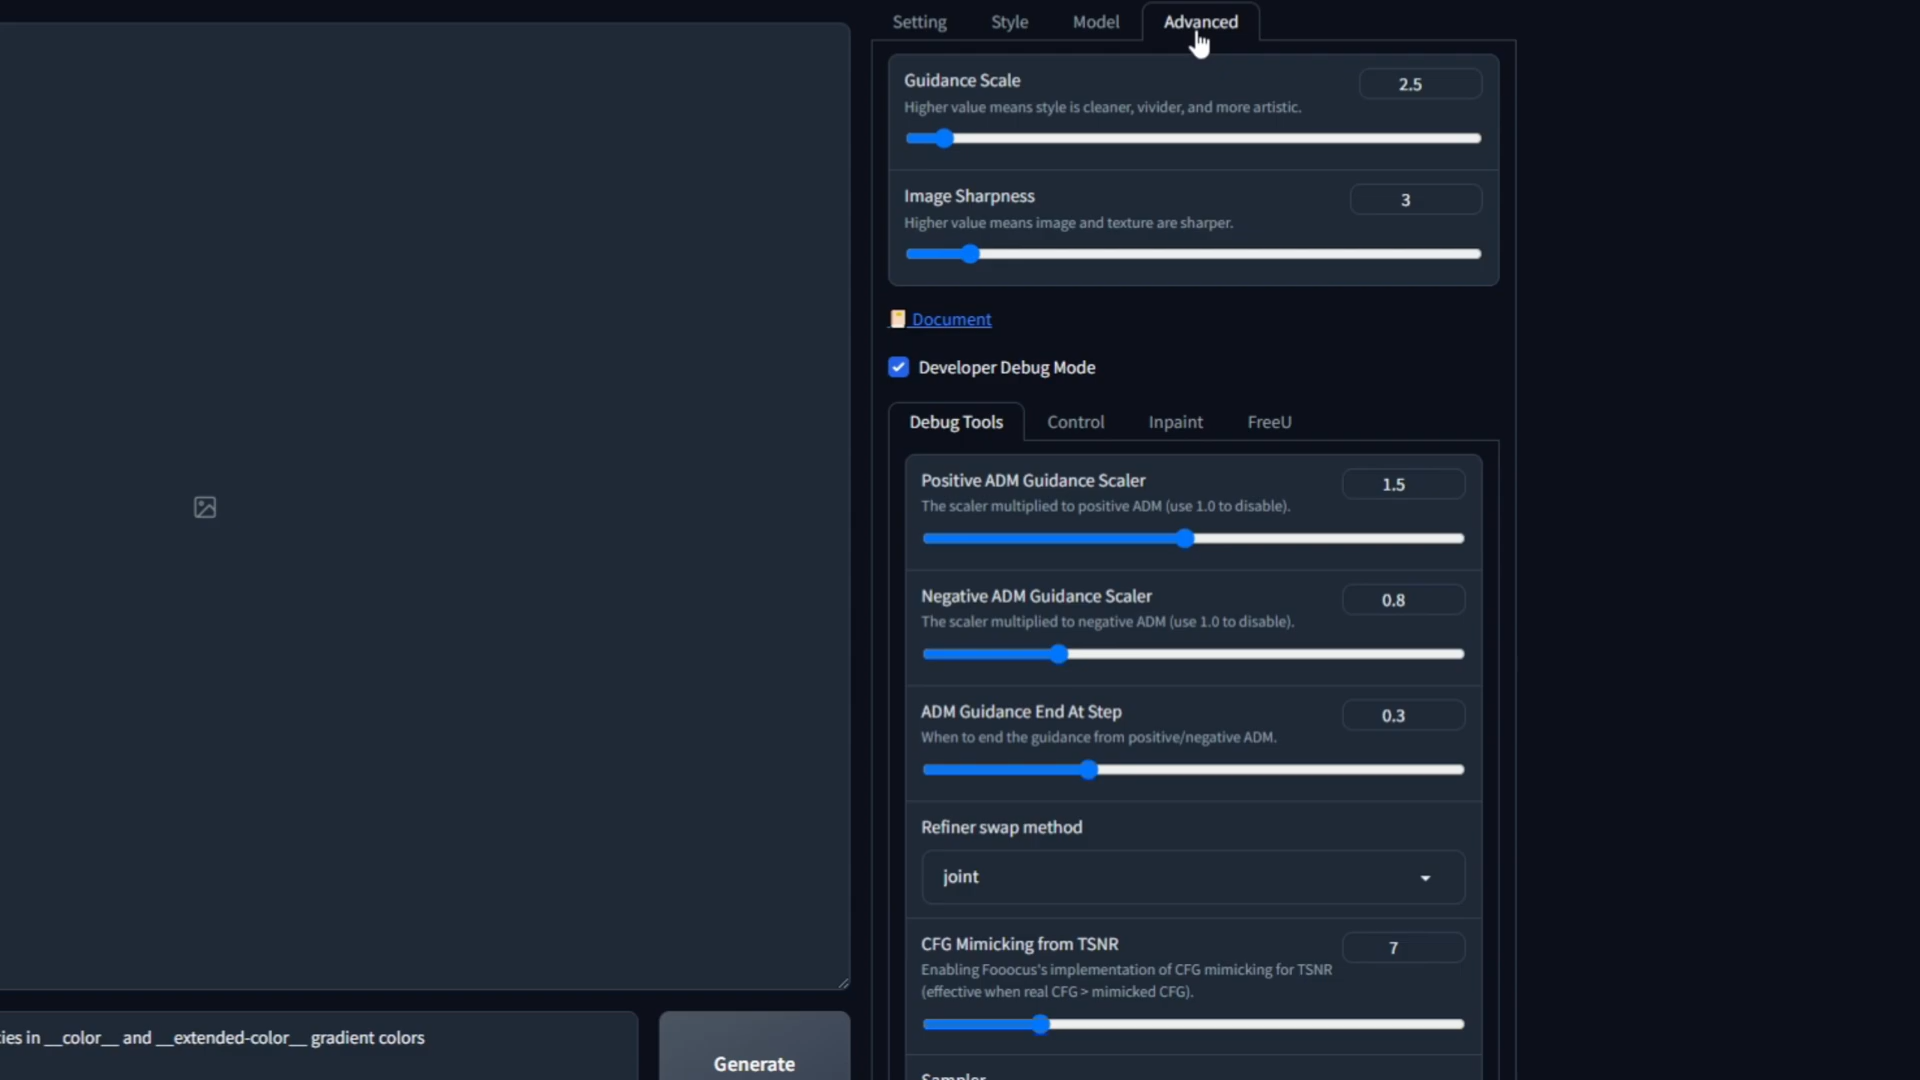 Setting Style Model Advanced
Guidance Scale 2.5
Higher value means style is cleaner, vivider, and more artistic.
Image Sharpness 3
Higher value means image and texture are sharper.
Document
Developer Debug Mode
Debug Tools Control Inpaint FreeU
Positive ADM Guidance Scaler 1.5
The scaler multiplied to positive ADM (use 1.0 to disable).
Negative ADM Guidance Scaler 0.8
The scaler multiplied to negative ADM (use 1.0 to disable).
ADM Guidance End At Step 0.3
When to end the guidance from positive/negative ADM.
Refiner swap method
joint
CFG Mimicking from TSNR 7
Enabling Fooocus's implementation of CFG mimicking for TSNR
(effective when real CFG > mimicked CFG).
ies in __color__ and __extended-color__ gradient colors
Generate
Sampler